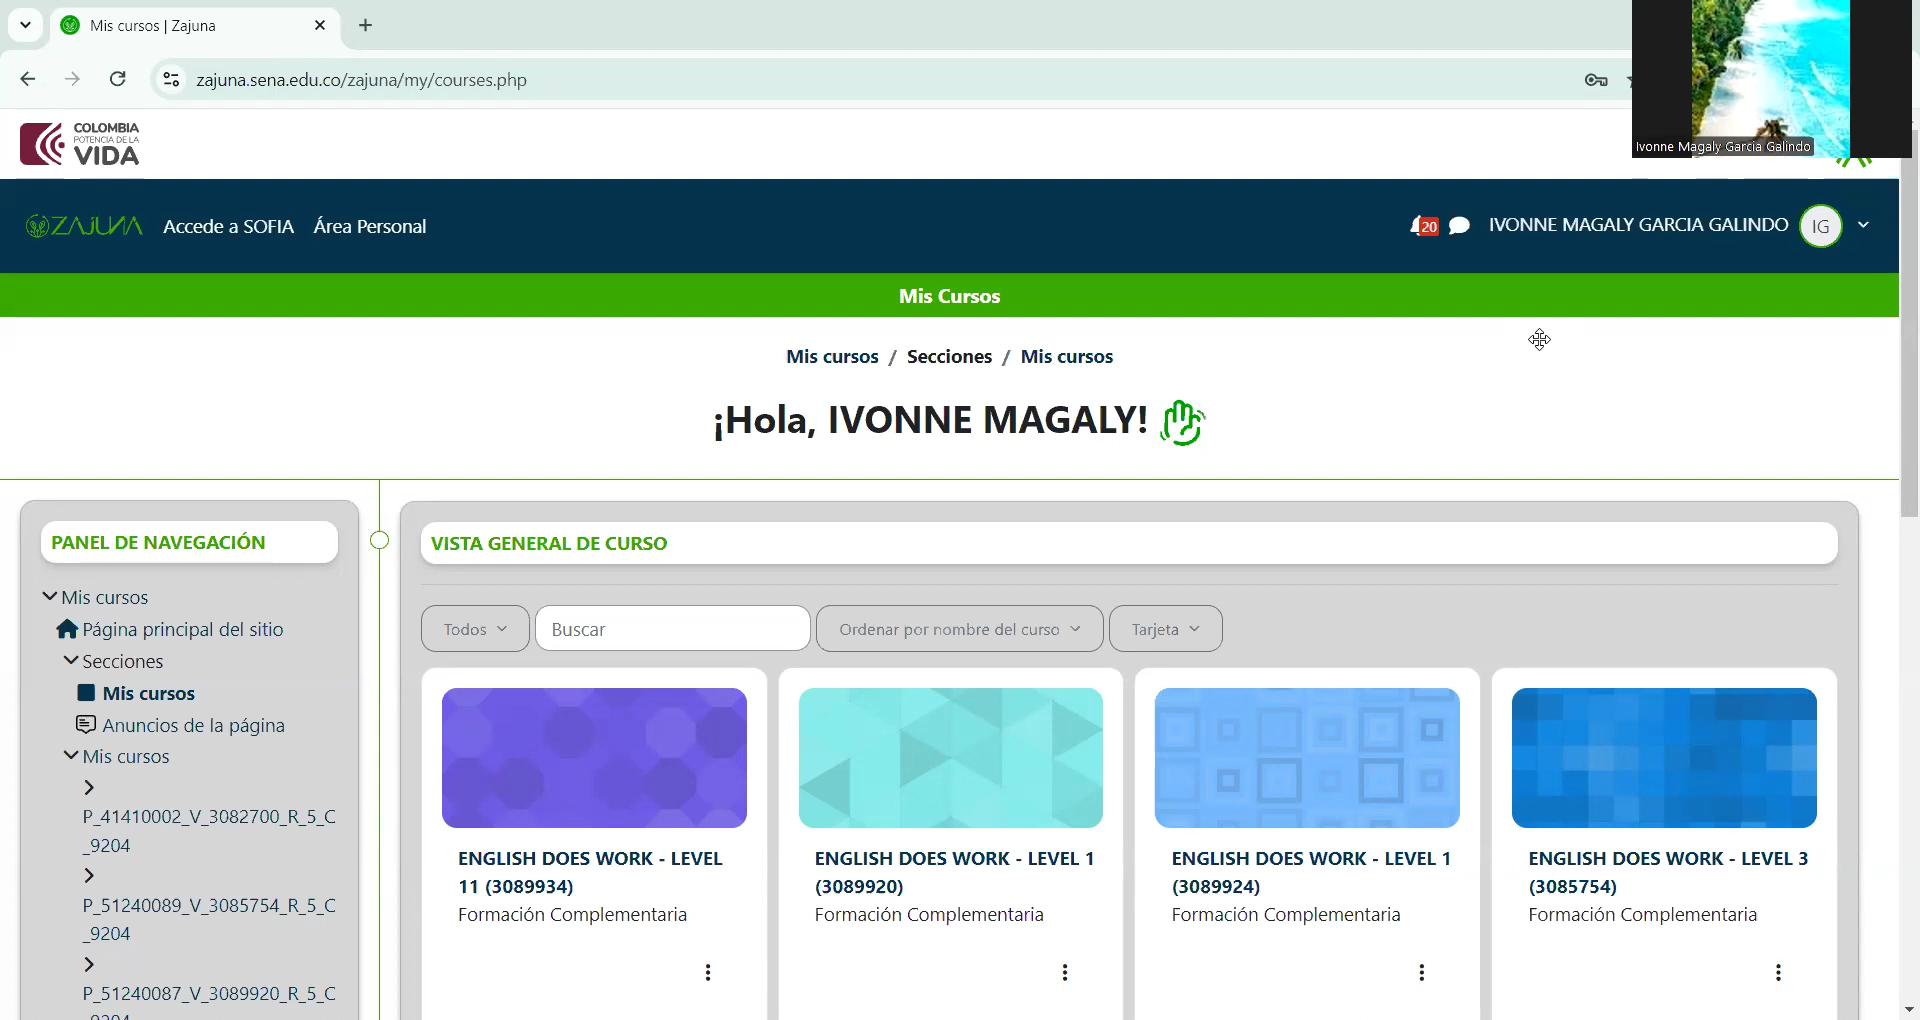 Mis cursos | Zajuna
zajuna.sena.edu.co/zajuna/my/courses.php
Ivonne Magaly Garcia Galindo
COLOMBIA
POTENCIA DE LA
VIDA
ZAJUNA
Accede a SOFIA
Área Personal
20
IVONNE MAGALY GARCIA GALINDO
IG
Mis Cursos
Mis cursos / Secciones / Mis cursos
¡Hola, IVONNE MAGALY!
PANEL DE NAVEGACIÓN
Mis cursos
Página principal del sitio
Secciones
Mis cursos
Anuncios de la página
Mis cursos
P_41410002_V_3082700_R_5_C
_9204
P_51240089_V_3085754_R_5_C
_9204
P_51240087_V_3089920_R_5_C
_9204
VISTA GENERAL DE CURSO
Todos
Buscar
Ordenar por nombre del curso
Tarjeta
ENGLISH DOES WORK - LEVEL
11 (3089934)
Formación Complementaria
ENGLISH DOES WORK - LEVEL 1
(3089920)
Formación Complementaria
ENGLISH DOES WORK - LEVEL 1
(3089924)
Formación Complementaria
ENGLISH DOES WORK - LEVEL 3
(3085754)
Formación Complementaria